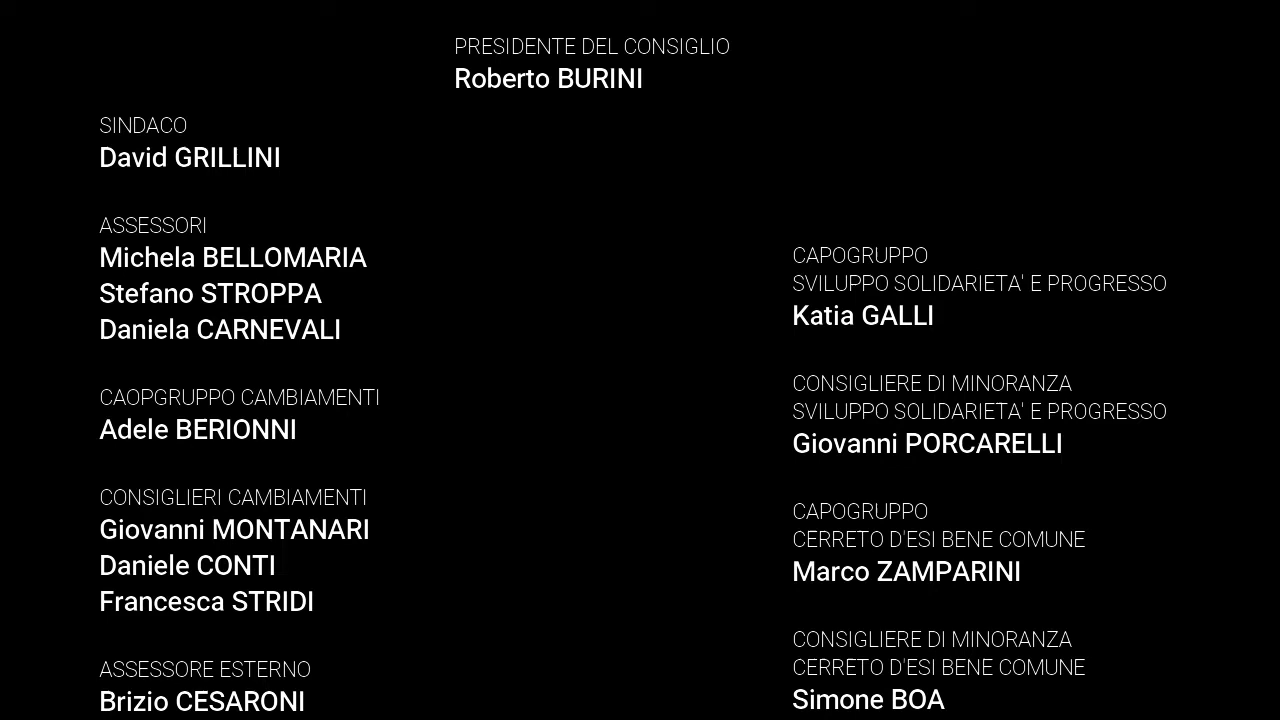 PRESIDENTE DEL CONSIGLIO
Roberto BURINI
SINDACO
David GRILLINI
ASSESSORI
Michela BELLOMARIA
Stefano STROPPA
Daniela CARNEVALI
CAOPGRUPPO CAMBIAMENTI
Adele BERIONNI
CONSIGLIERI CAMBIAMENTI
Giovanni MONTANARI
Daniele CONTI
Francesca STRIDI
ASSESSORE ESTERNO
Brizio CESARONI
CAPOGRUPPO
SVILUPPO SOLIDARIETA' E PROGRESSO
Katia GALLI
CONSIGLIERE DI MINORANZA
SVILUPPO SOLIDARIETA' E PROGRESSO
Giovanni PORCARELLI
CAPOGRUPPO
CERRETO D'ESI BENE COMUNE
Marco ZAMPARINI
CONSIGLIERE DI MINORANZA
CERRETO D'ESI BENE COMUNE
Simone BOA